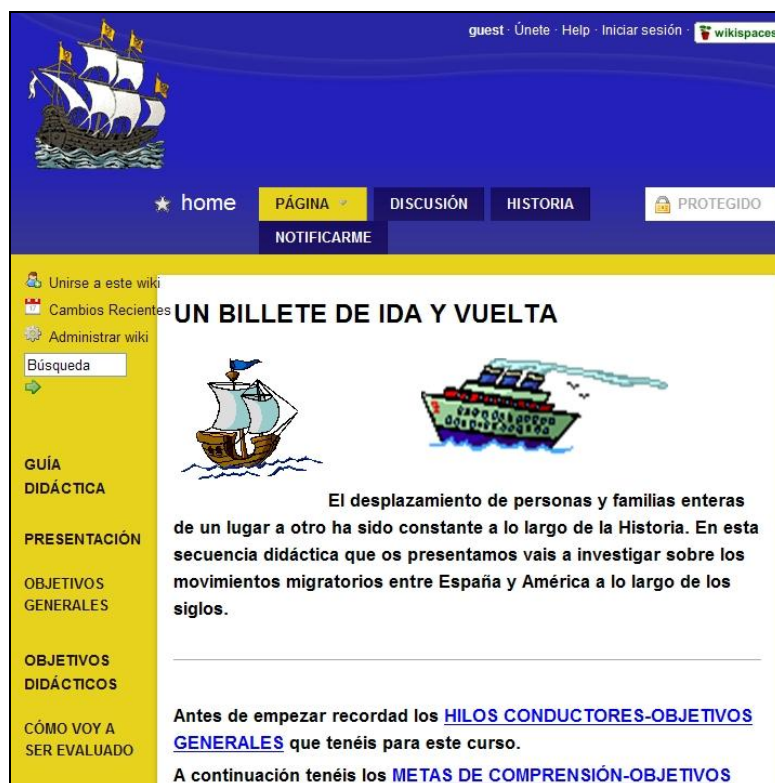 guest · Únete · Help · Iniciar sesión · wikispaces
home
PÁGINA
DISCUSIÓN
HISTORIA
PROTEGIDO
NOTIFICARME
Unirse a este wiki
Cambios Recientes
Administrar wiki
Búsqueda
GUÍA
DIDÁCTICA
PRESENTACIÓN
OBJETIVOS
GENERALES
OBJETIVOS
DIDÁCTICOS
CÓMO VOY A
SER EVALUADO
UN BILLETE DE IDA Y VUELTA
El desplazamiento de personas y familias enteras
de un lugar a otro ha sido constante a lo largo de la Historia. En esta
secuencia didáctica que os presentamos vais a investigar sobre los
movimientos migratorios entre España y América a lo largo de los
siglos.
Antes de empezar recordad los HILOS CONDUCTORES-OBJETIVOS
GENERALES que tenéis para este curso.
A continuación tenéis los METAS DE COMPRENSIÓN-OBJETIVOS